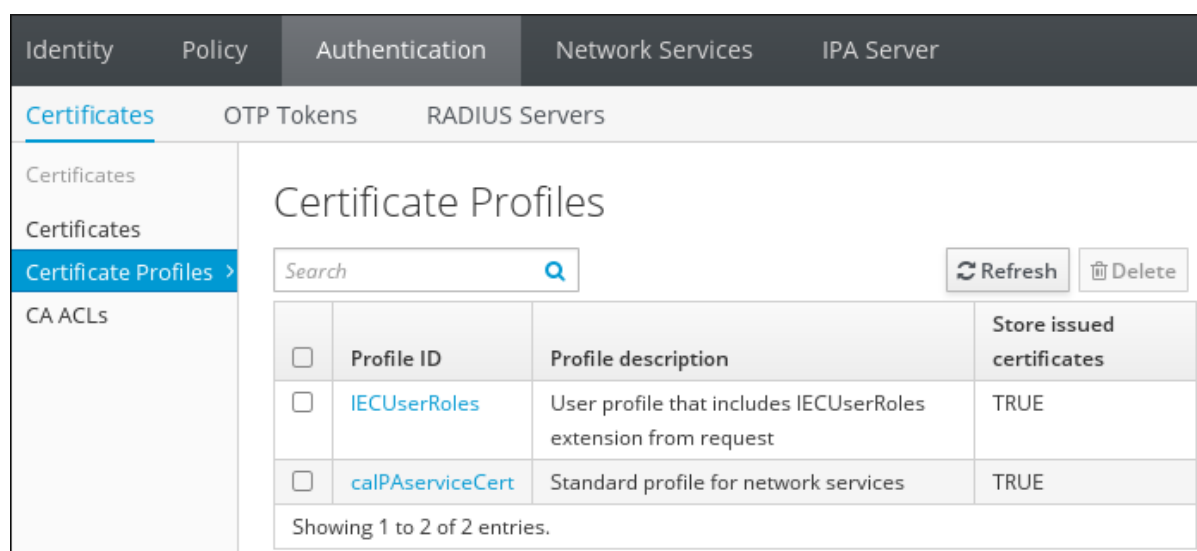 Identity Policy Authentication Network Services IPA Server
Certificates OTP Tokens RADIUS Servers
Certificates
Certificates
Certificate Profiles
CA ACLs
Certificate Profiles
Search
Refresh Delete
Profile ID Profile description Store issued
certificates
IECUserRoles User profile that includes IECUserRoles TRUE
extension from request
caIPAserviceCert Standard profile for network services TRUE
Showing 1 to 2 of 2 entries.